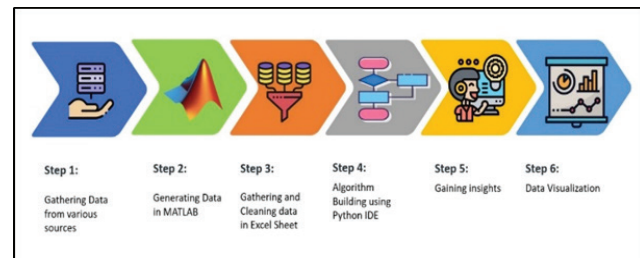 Step 1:
Gathering Data
from various
sources
Step 2:
Generating Data
in MATLAB
Step 3:
Gathering and
Cleaning data
in Excel Sheet
Step 4:
Algorithm
Building using
Python IDE
Step 5:
Gaining insights
Step 6:
Data Visualization